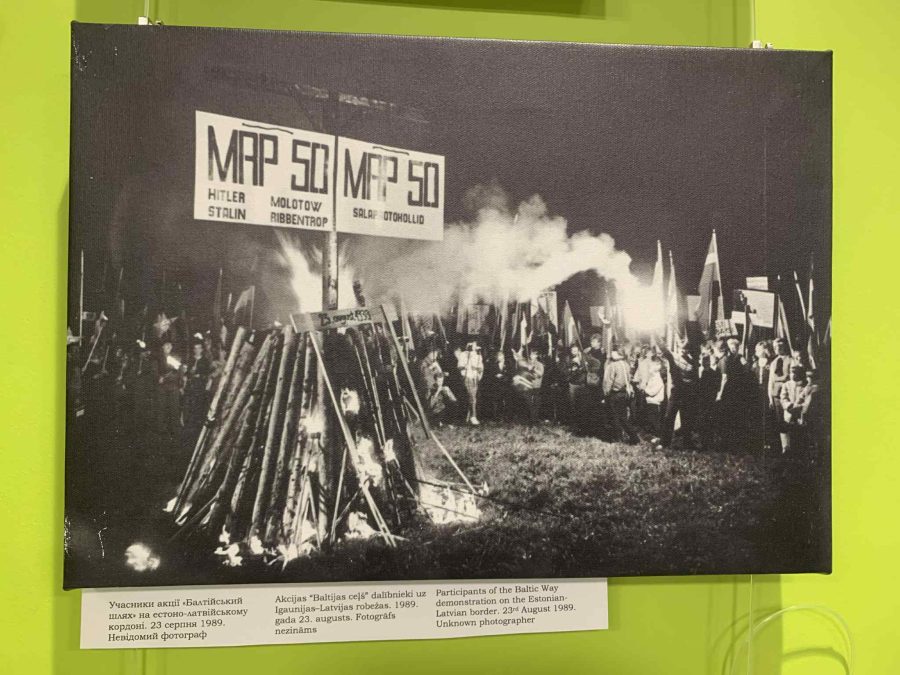 MRP 50
HITLER
STALIN
MOLOTOW
RIBBENTROP
MRP 50
23. august 1939
Учасники акції «Балтійський
шлях» на естоно-латвійському
кордоні. 23 серпня 1989.
Невідомий фотограф
Akcijas “Baltijas ceļš” dalībnieki uz
Igaunijas–Latvijas robežas. 1989.
gada 23. augusts. Fotogrāfs
nezināms
Participants of the Baltic Way
demonstration on the Estonian-
Latvian border. 23rd August 1989.
Unknown photographer